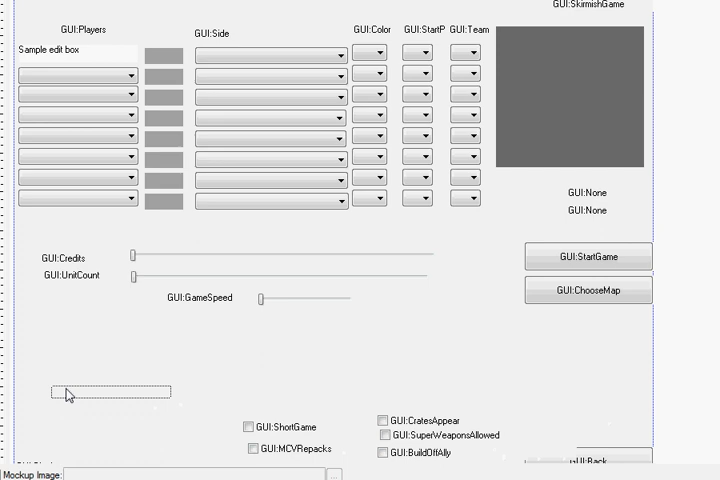 GUI:SkirmishGame
GUI:Players
GUI:Side
GUI:Color
GUI:StartP
GUI:Team
Sample edit box
GUI:None
GUI:None
GUI:Credits
GUI:UnitCount
GUI:GameSpeed
GUI:StartGame
GUI:ChooseMap
GUI:ShortGame
GUI:CratesAppear
GUI:SuperWeaponsAllowed
GUI:MCVRepacks
GUI:BuildOffAlly
GUI:Back
Mockup Image:
...